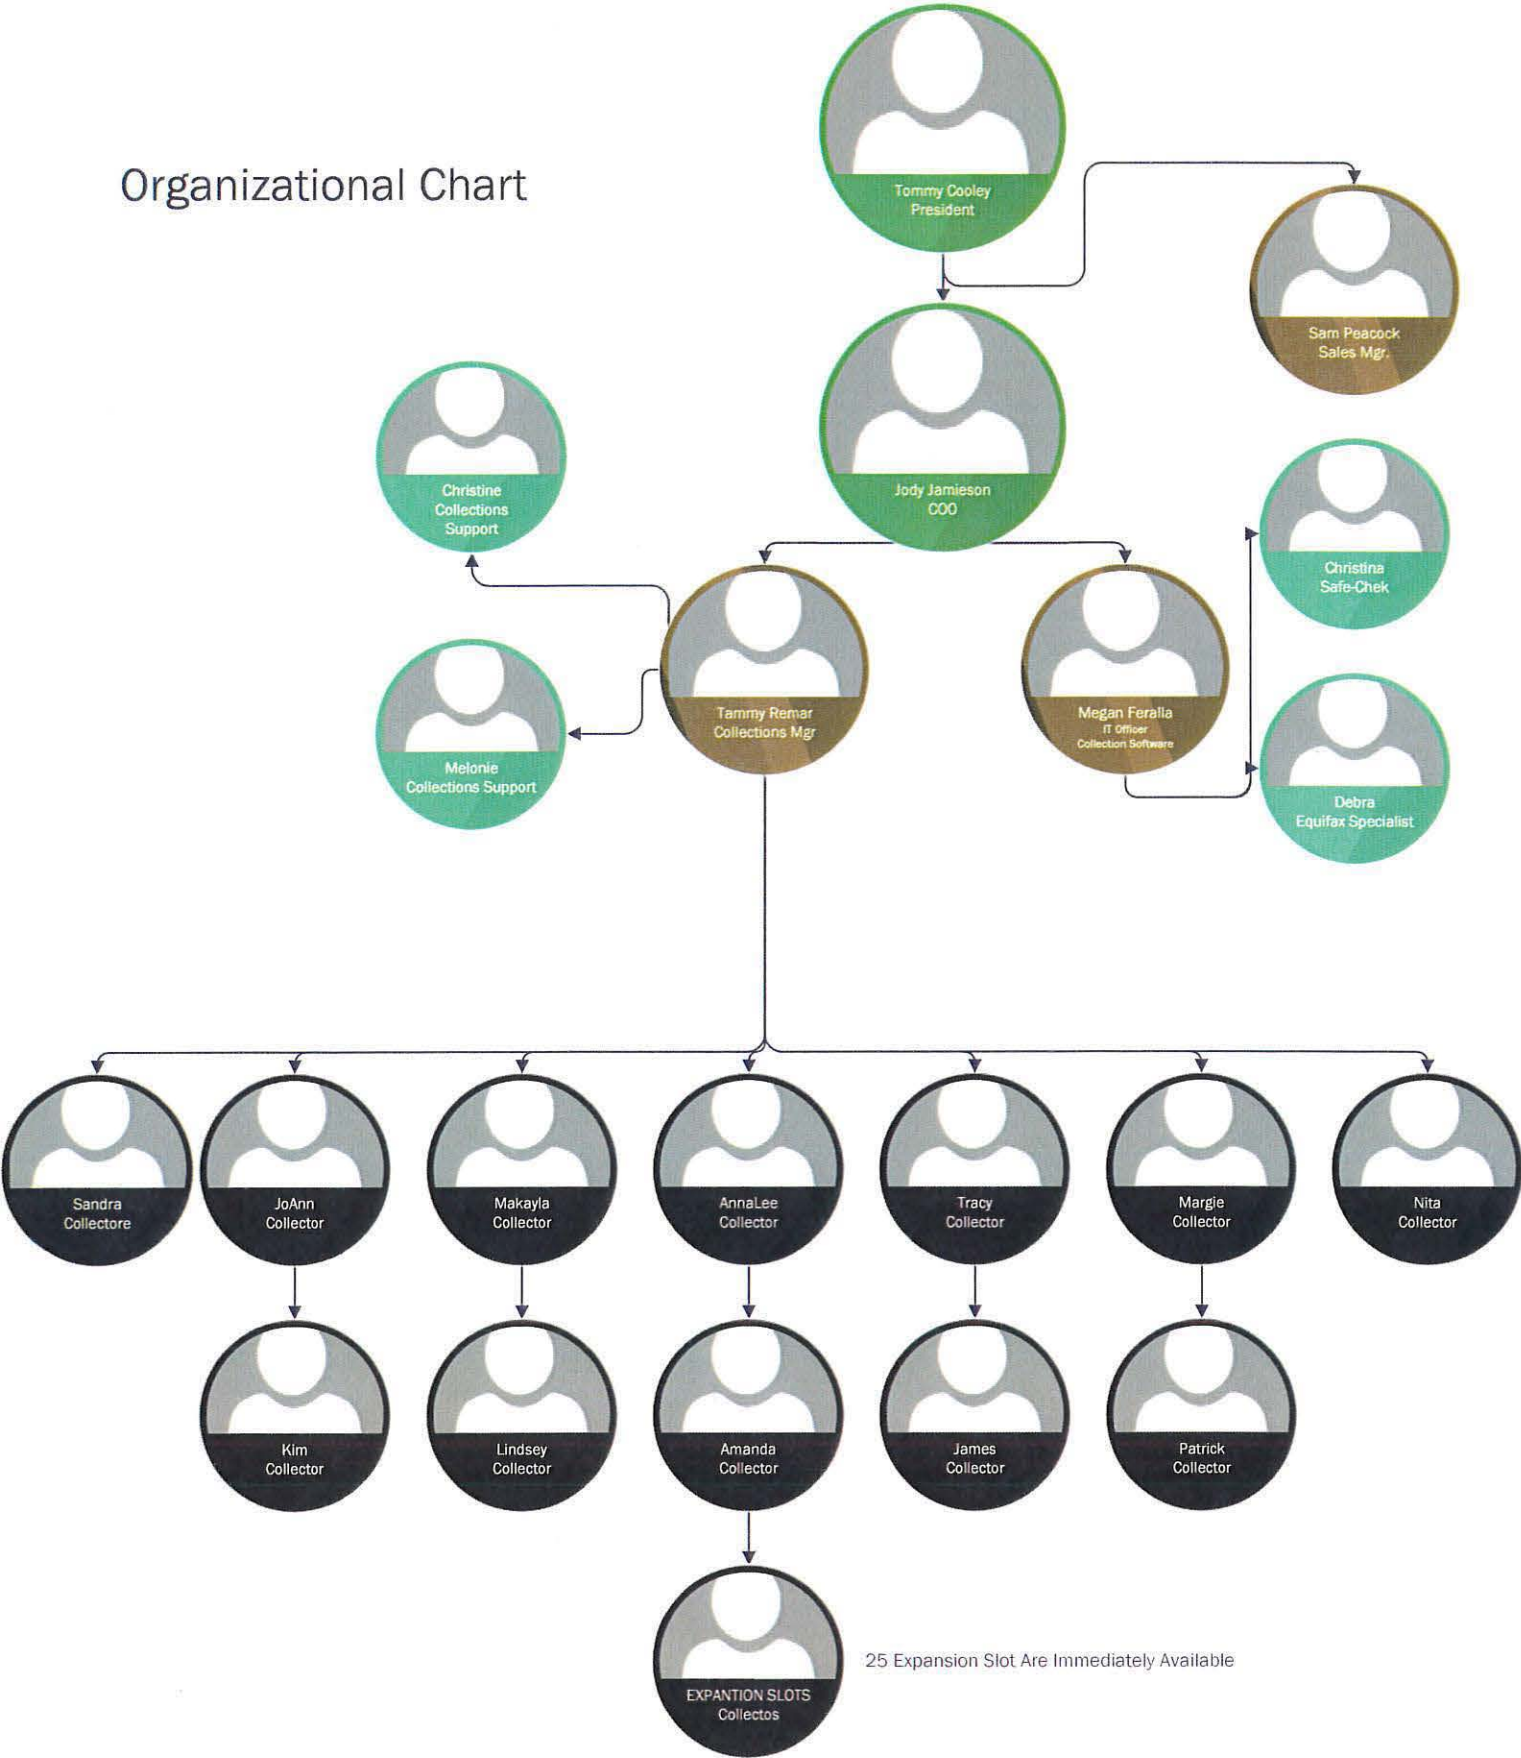 Organizational Chart
Tommy Cooley
President
Sam Peacock
Sales Mgr.
Jody Jamieson
COO
Christine
Collections
Support
Christina
Safe-Chek
Tammy Remar
Collections Mgr
Megan Feralla
IT Officer
Collection Software
Melonie
Collections Support
Debra
Equifax Specialist
Sandra
Collectore
JoAnn
Collector
Makayla
Collector
AnnaLee
Collector
Tracy
Collector
Margie
Collector
Nita
Collector
Kim
Collector
Lindsey
Collector
Amanda
Collector
James
Collector
Patrick
Collector
25 Expansion Slot Are Immediately Available
EXPANTION SLOTS
Collectos